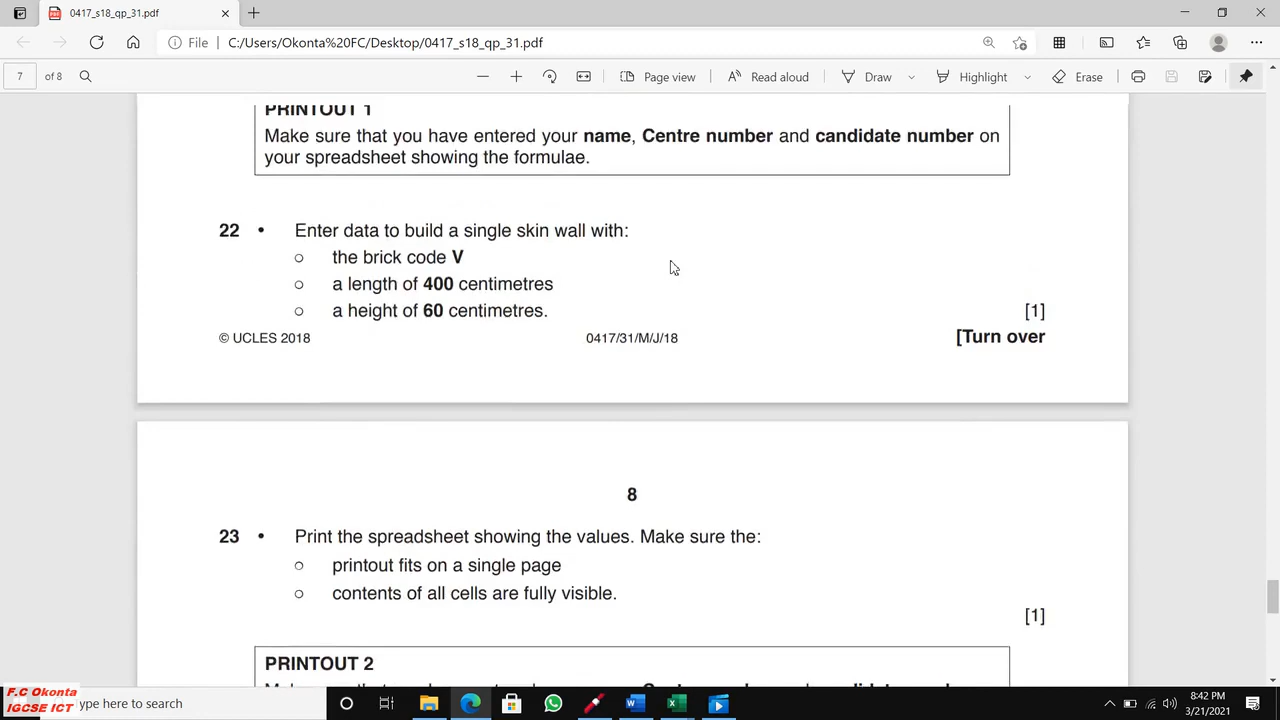 0417_s18_qp_31.pdf
File C:/Users/Okonta%20FC/Desktop/0417_s18_qp_31.pdf
7 of 8 Page view Read aloud Draw Highlight Erase
PRINTOUT 1
Make sure that you have entered your name, Centre number and candidate number on
your spreadsheet showing the formulae.
22 • Enter data to build a single skin wall with:
○ the brick code V
○ a length of 400 centimetres
○ a height of 60 centimetres. [1]
© UCLES 2018 0417/31/M/J/18 [Turn over
8
23 • Print the spreadsheet showing the values. Make sure the:
○ printout fits on a single page
○ contents of all cells are fully visible.
[1]
PRINTOUT 2
F.C Okonta
IGCSE ICT
ype here to search
8:42 PM
3/21/2021